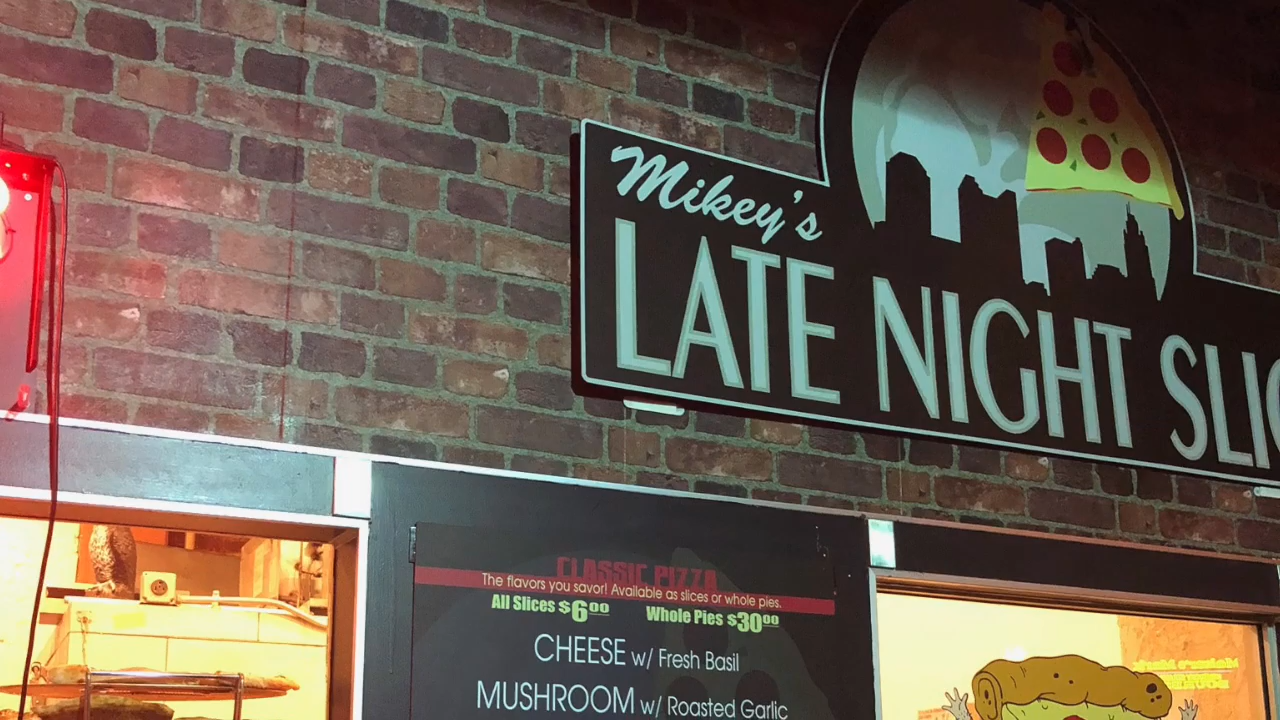 Mikey's
LATE NIGHT SLIC
CLASSIC PIZZA
The flavors you savor! Available as slices or whole pies.
All Slices $6.00 Whole Pies $30.00
CHEESE w/ Fresh Basil
MUSHROOM w/ Roasted Garlic